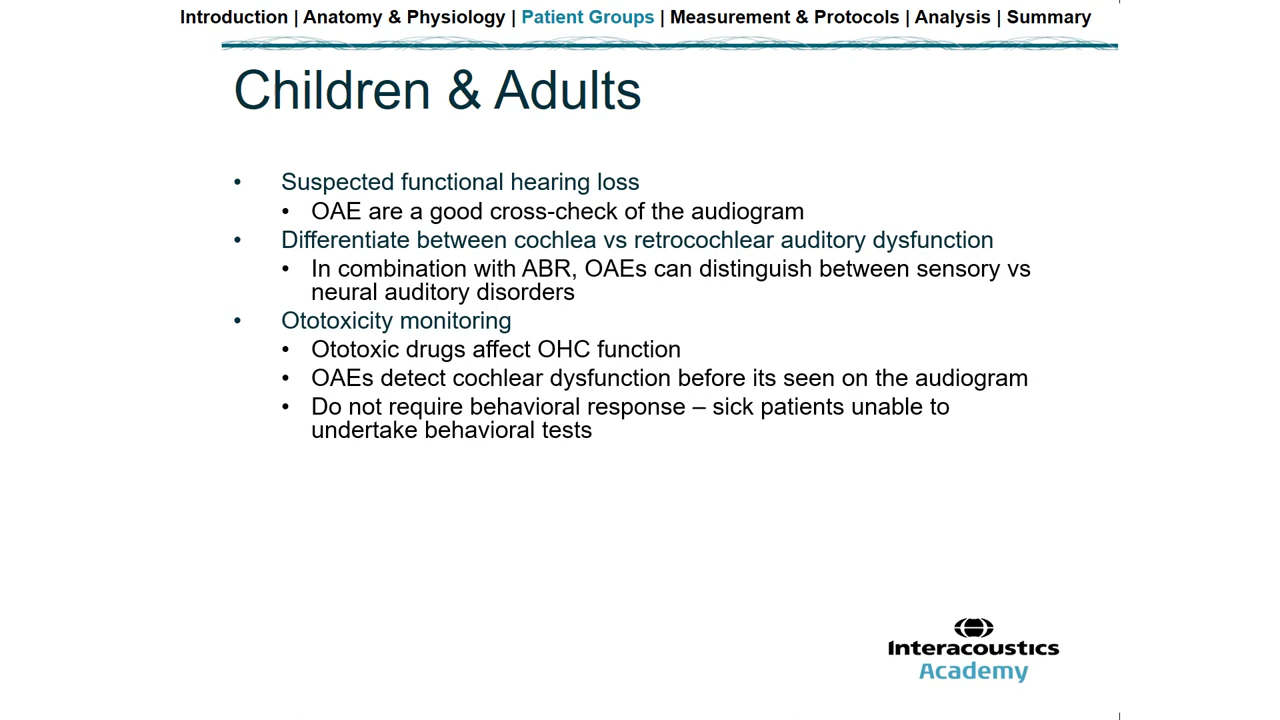 Introduction | Anatomy & Physiology | Patient Groups | Measurement & Protocols | Analysis | Summary
Children & Adults
• Suspected functional hearing loss
• OAE are a good cross-check of the audiogram
• Differentiate between cochlea vs retrocochlear auditory dysfunction
• In combination with ABR, OAEs can distinguish between sensory vs
neural auditory disorders
• Ototoxicity monitoring
• Ototoxic drugs affect OHC function
• OAEs detect cochlear dysfunction before its seen on the audiogram
• Do not require behavioral response – sick patients unable to
undertake behavioral tests
Interacoustics
Academy